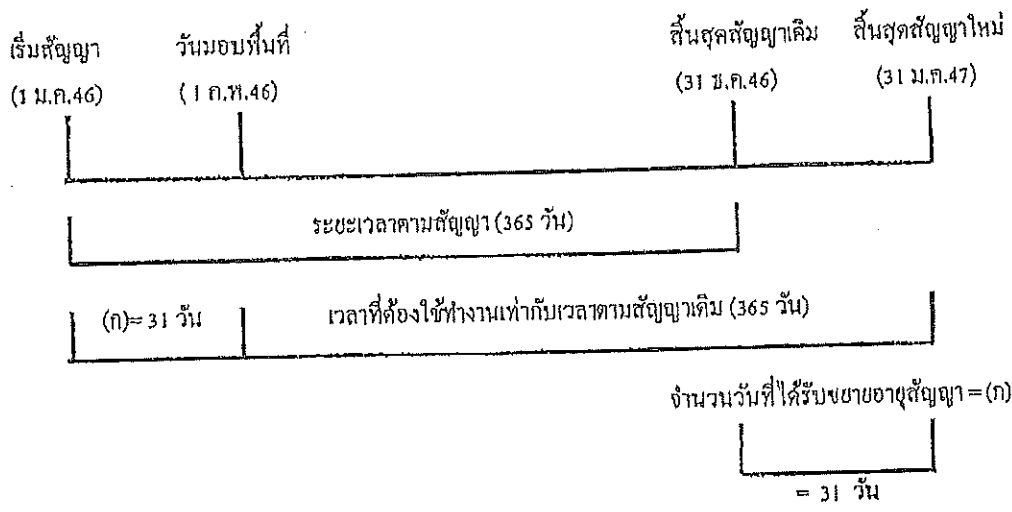 เริ่มสัญญา วันมอบพื้นที่ สิ้นสุดสัญญาเดิม สิ้นสุดสัญญาใหม่
(1 ม.ค.46) (1 ก.พ.46) (31 ธ.ค.46) (31 ม.ค.47)
ระยะเวลาตามสัญญา (365 วัน)
(ก)= 31 วัน เวลาที่ต้องใช้ทำงานเท่ากับเวลาตามสัญญาเดิม (365 วัน)
จำนวนวันที่ได้รับขยายอายุสัญญา = (ก)
= 31 วัน